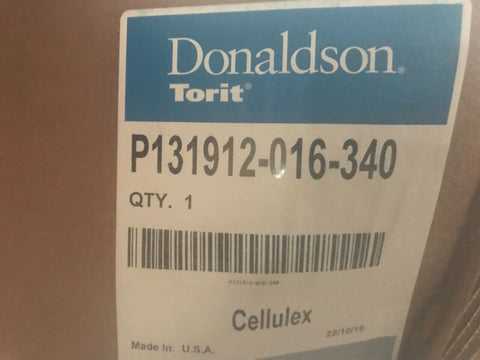 Donaldson®
Torit®
P131912-016-340
QTY. 1
P131912-016-340
Cellulex
22/10/19
Made In: U.S.A.